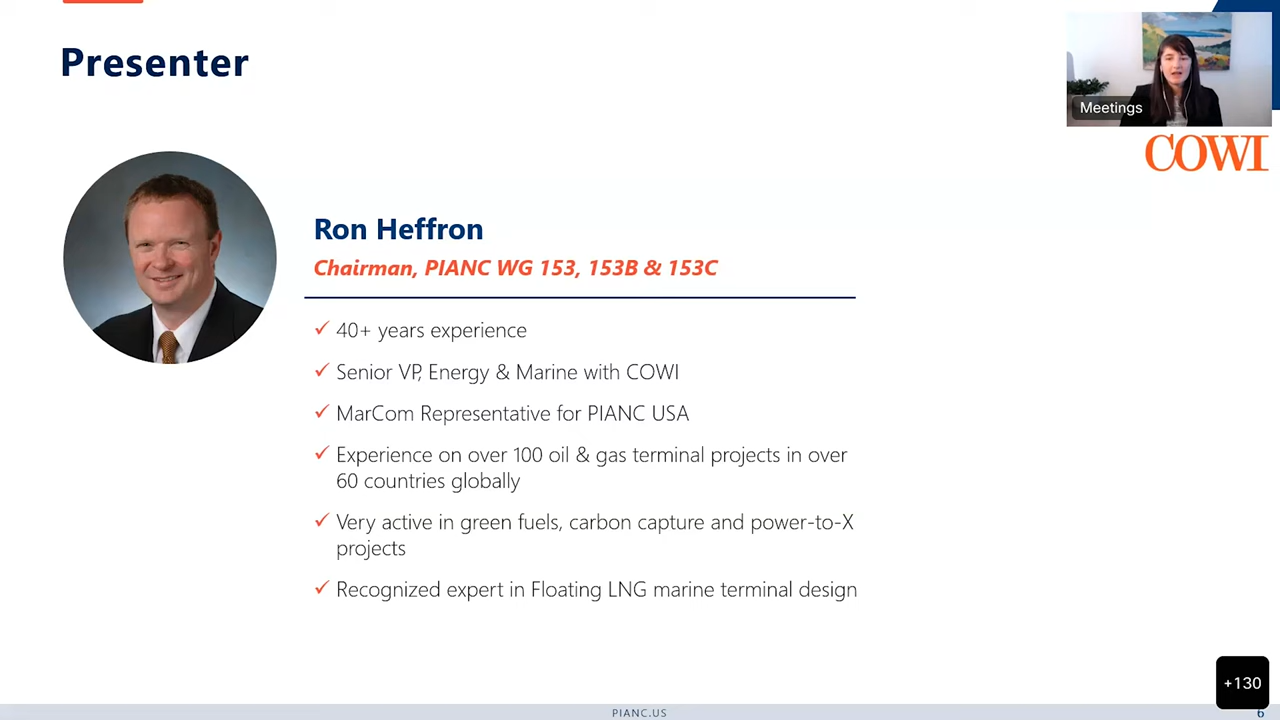 Presenter
Meetings
COWI
Ron Heffron
Chairman, PIANC WG 153, 153B & 153C
40+ years experience
Senior VP, Energy & Marine with COWI
MarCom Representative for PIANC USA
Experience on over 100 oil & gas terminal projects in over
60 countries globally
Very active in green fuels, carbon capture and power-to-X
projects
Recognized expert in Floating LNG marine terminal design
+130
PIANC.US
6